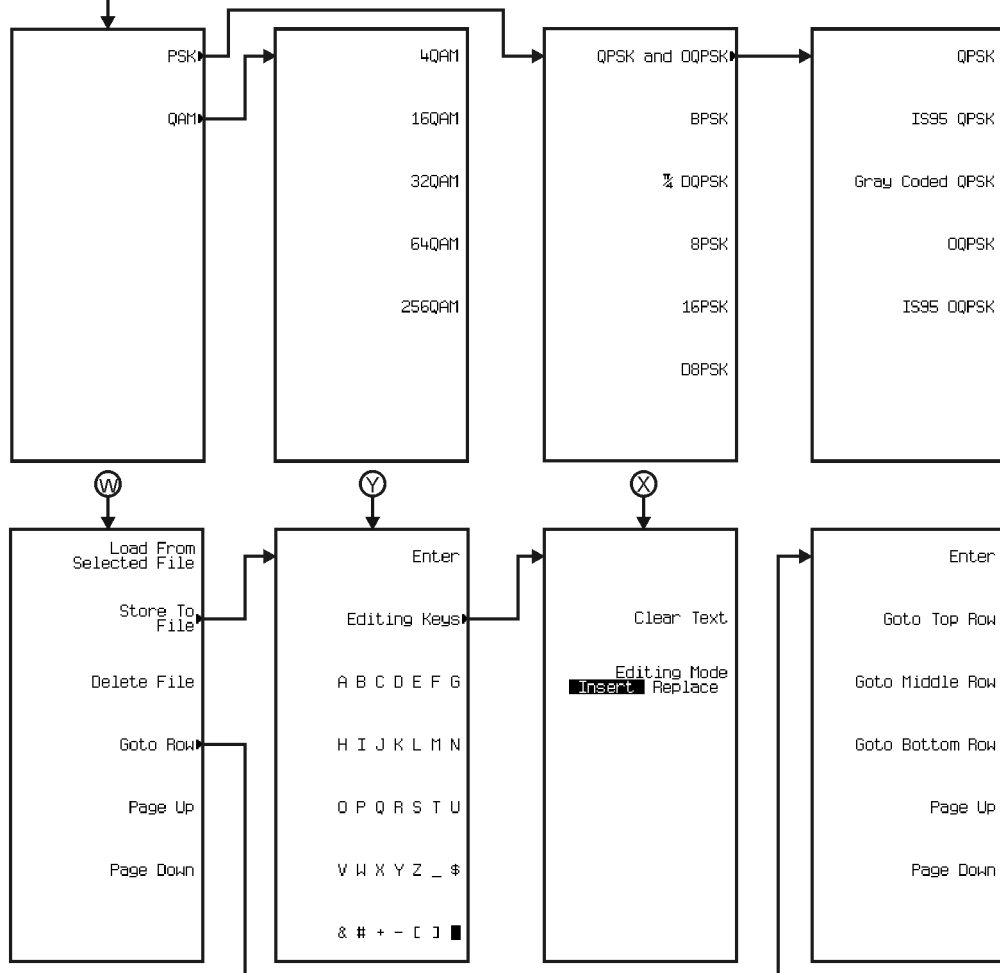 PSK
QAM
4QAM
16QAM
32QAM
64QAM
256QAM
QPSK and OQPSK
BPSK
π/4 DQPSK
8PSK
16PSK
D8PSK
QPSK
IS95 QPSK
Gray Coded QPSK
OQPSK
IS95 OQPSK
W
Load From
Selected File
Store To
File
Delete File
Goto Row
Page Up
Page Down
Y
Enter
Editing Keys
A B C D E F G
H I J K L M N
O P Q R S T U
V W X Y Z _ $
& # + - [ ] █
X
Clear Text
Editing Mode
Insert Replace
Enter
Goto Top Row
Goto Middle Row
Goto Bottom Row
Page Up
Page Down